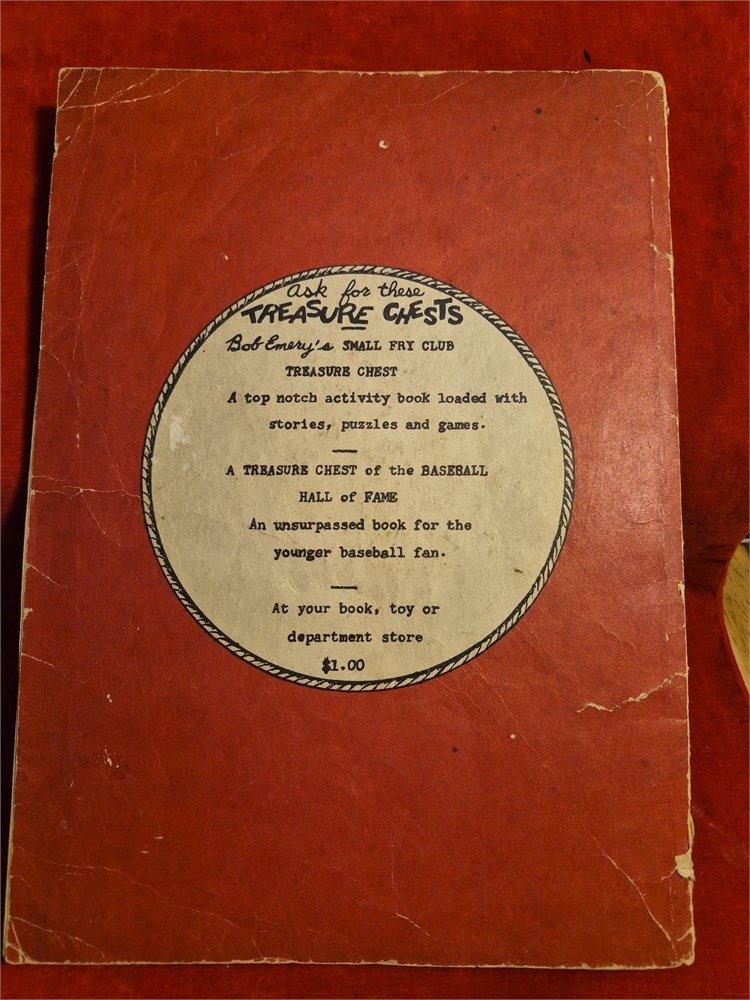 Ask for these
TREASURE CHESTS
Bob Emery's SMALL FRY CLUB
TREASURE CHEST
A top notch activity book loaded with
stories, puzzles and games.
A TREASURE CHEST of the BASEBALL
HALL of FAME
An unsurpassed book for the
younger baseball fan.
At your book, toy or
department store
$1.00